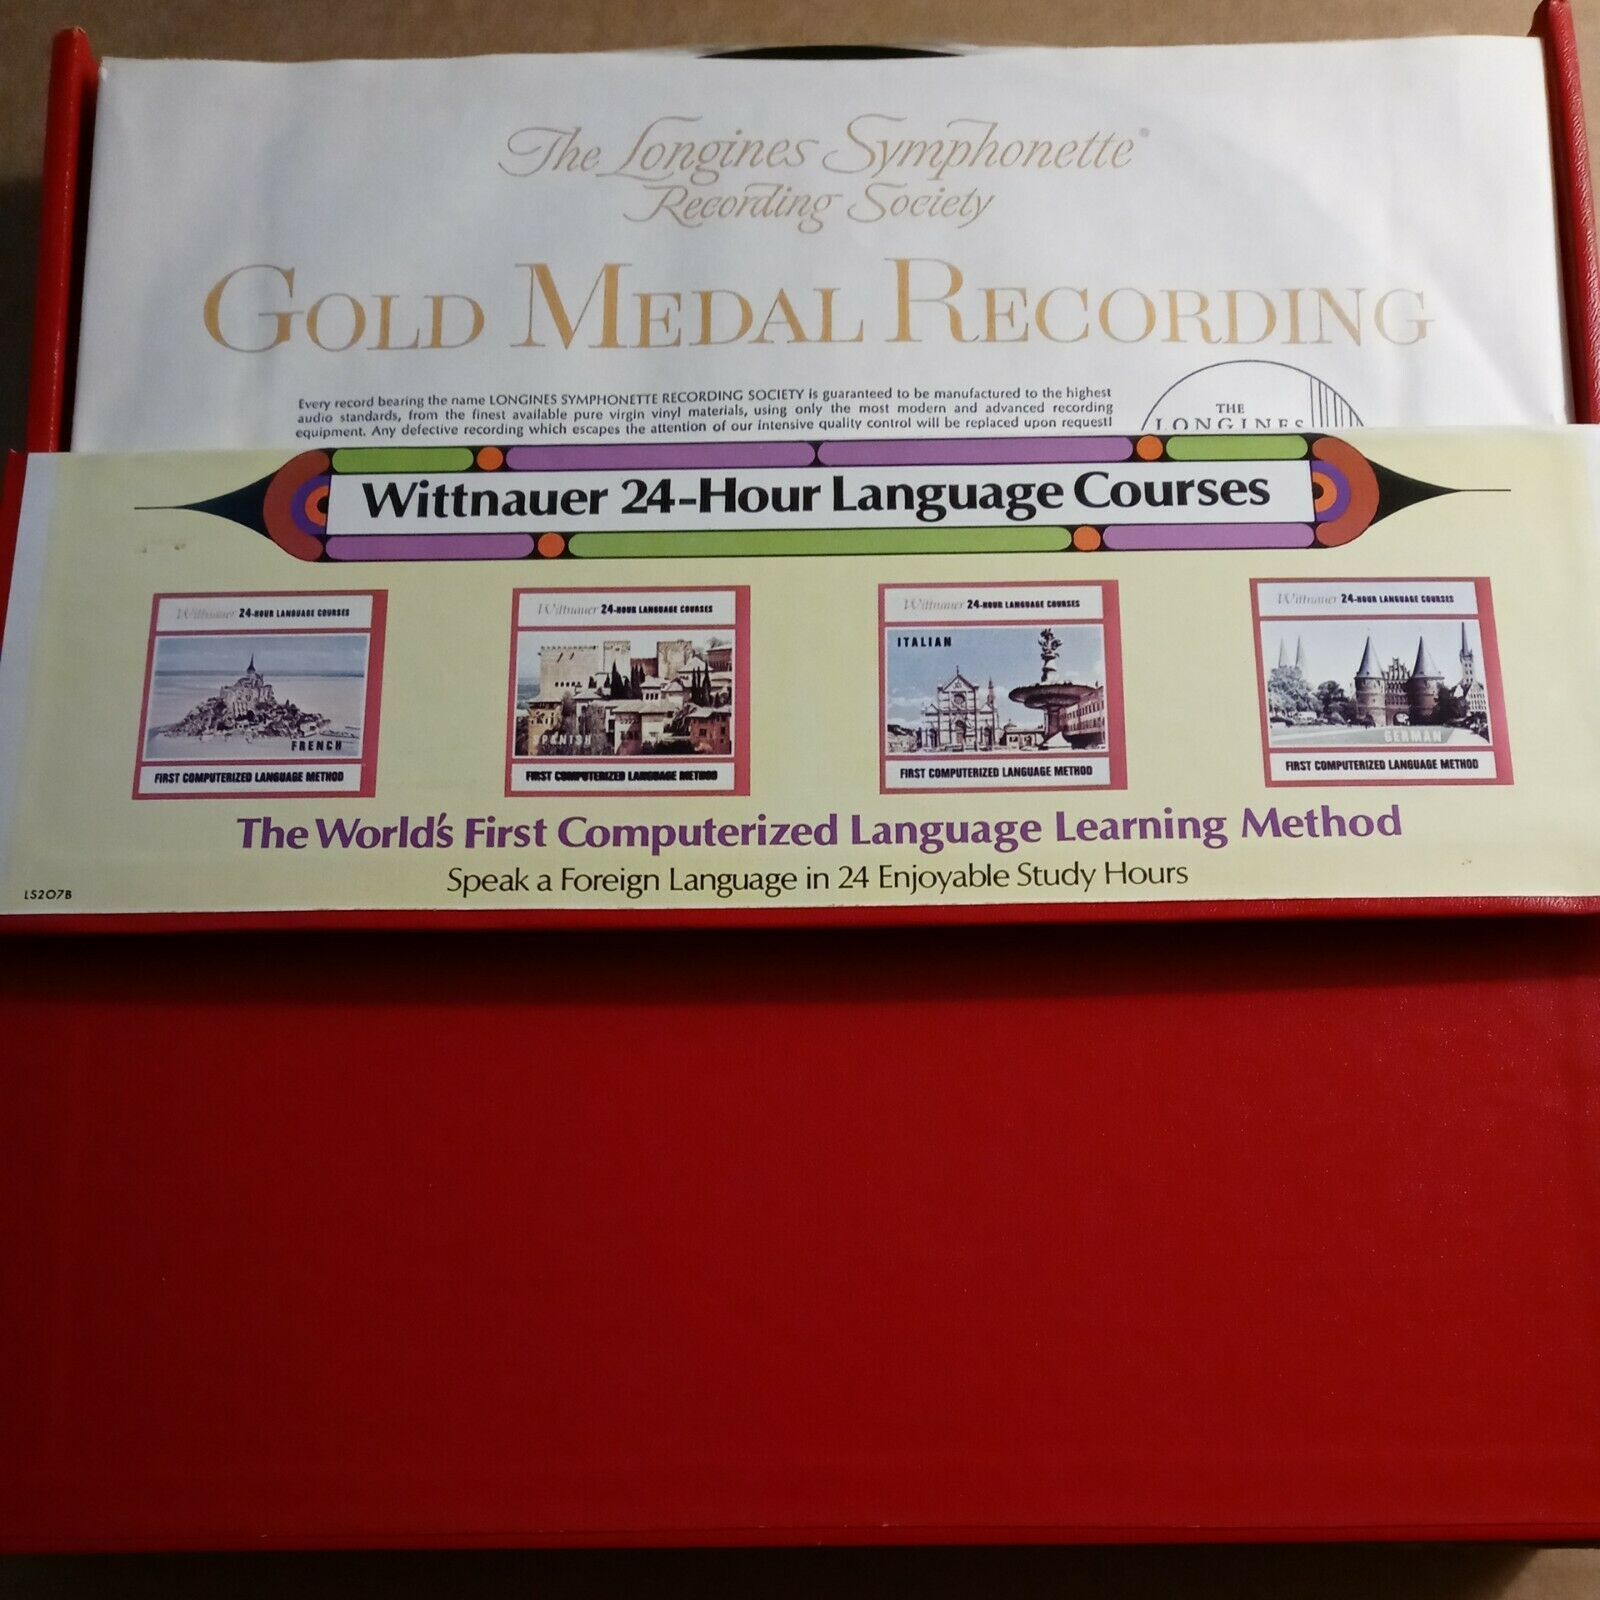 The Longines Symphonette®
Recording Society
GOLD MEDAL RECORDING
Every record bearing the name LONGINES SYMPHONETTE RECORDING SOCIETY is guaranteed to be manufactured to the highest
audio standards, from the finest available pure virgin vinyl materials, using only the most modern and advanced recording
equipment. Any defective recording which escapes the attention of our intensive quality control will be replaced upon request!
THE
LONGINES
Wittnauer 24-Hour Language Courses
Wittnauer 24-HOUR LANGUAGE COURSES
FRENCH
FIRST COMPUTERIZED LANGUAGE METHOD
Wittnauer 24-HOUR LANGUAGE COURSES
SPANISH
FIRST COMPUTERIZED LANGUAGE METHOD
Wittnauer 24-HOUR LANGUAGE COURSES
ITALIAN
FIRST COMPUTERIZED LANGUAGE METHOD
Wittnauer 24-HOUR LANGUAGE COURSES
GERMAN
FIRST COMPUTERIZED LANGUAGE METHOD
The World's First Computerized Language Learning Method
Speak a Foreign Language in 24 Enjoyable Study Hours
LS207B